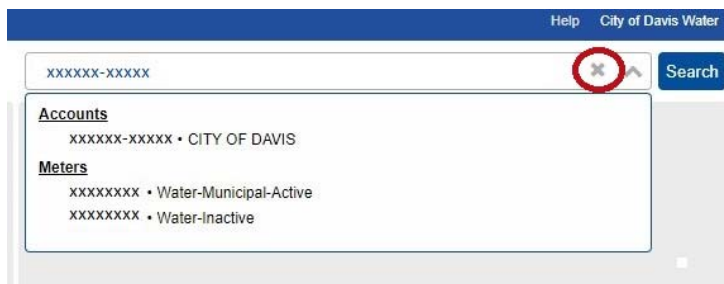 Help City of Davis Water
xxxxxx-xxxxx
Search
Accounts
xxxxxx-xxxxx • CITY OF DAVIS
Meters
xxxxxxxx • Water-Municipal-Active
xxxxxxxx • Water-Inactive